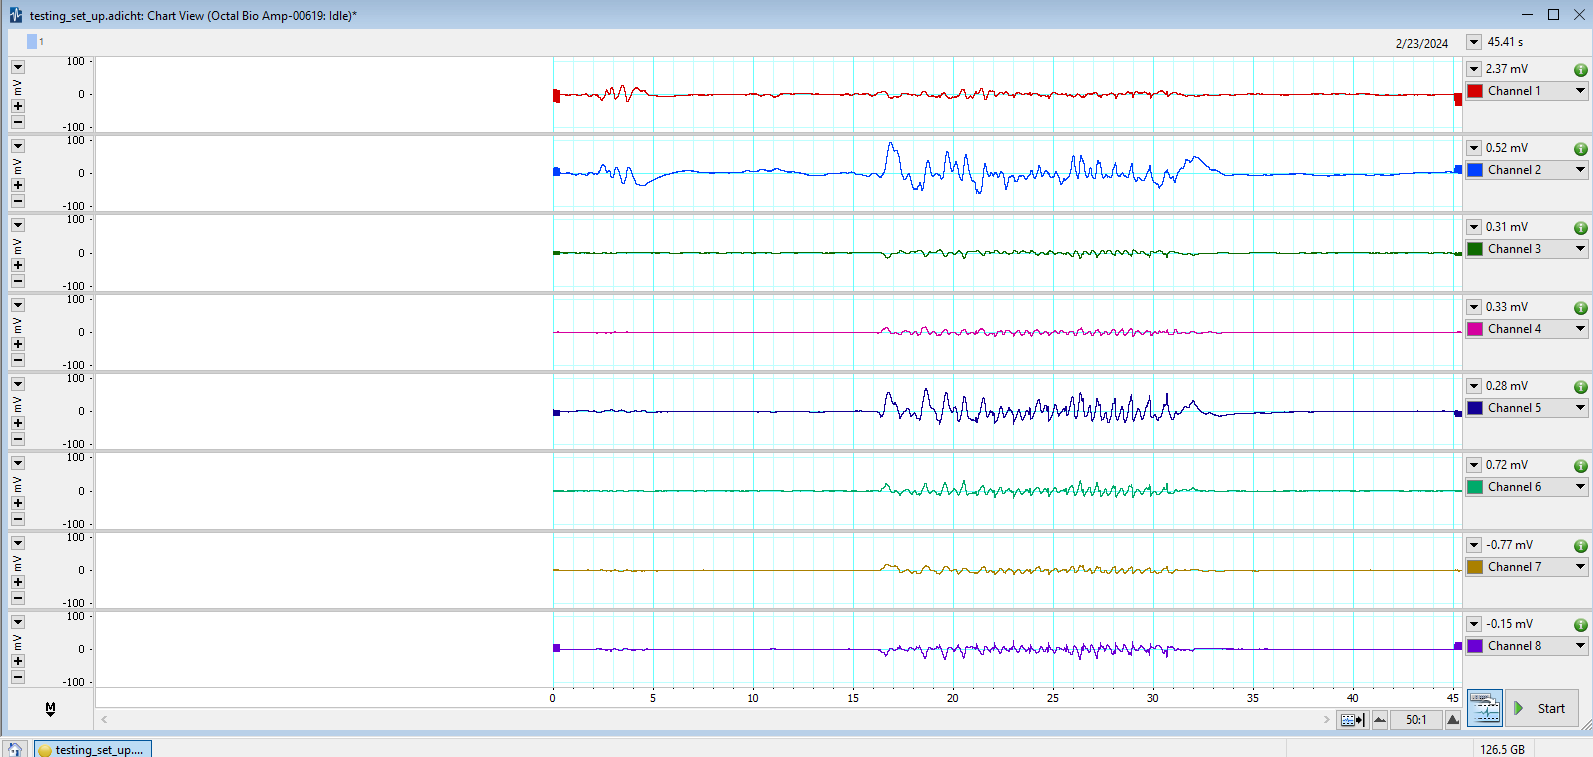 testing_set_up.adicht: Chart View (Octal Bio Amp-00619: Idle)*
1
2/23/2024
45.41 s
100
mV
0
-100
2.37 mV
Channel 1
100
mV
0
-100
0.52 mV
Channel 2
100
mV
0
-100
0.31 mV
Channel 3
100
mV
0
-100
0.33 mV
Channel 4
100
mV
0
-100
0.28 mV
Channel 5
100
mV
0
-100
0.72 mV
Channel 6
100
mV
0
-100
-0.77 mV
Channel 7
100
mV
0
-100
-0.15 mV
Channel 8
0 5 10 15 20 25 30 35 40 45
M
50:1
Start
testing_set_up....
126.5 GB